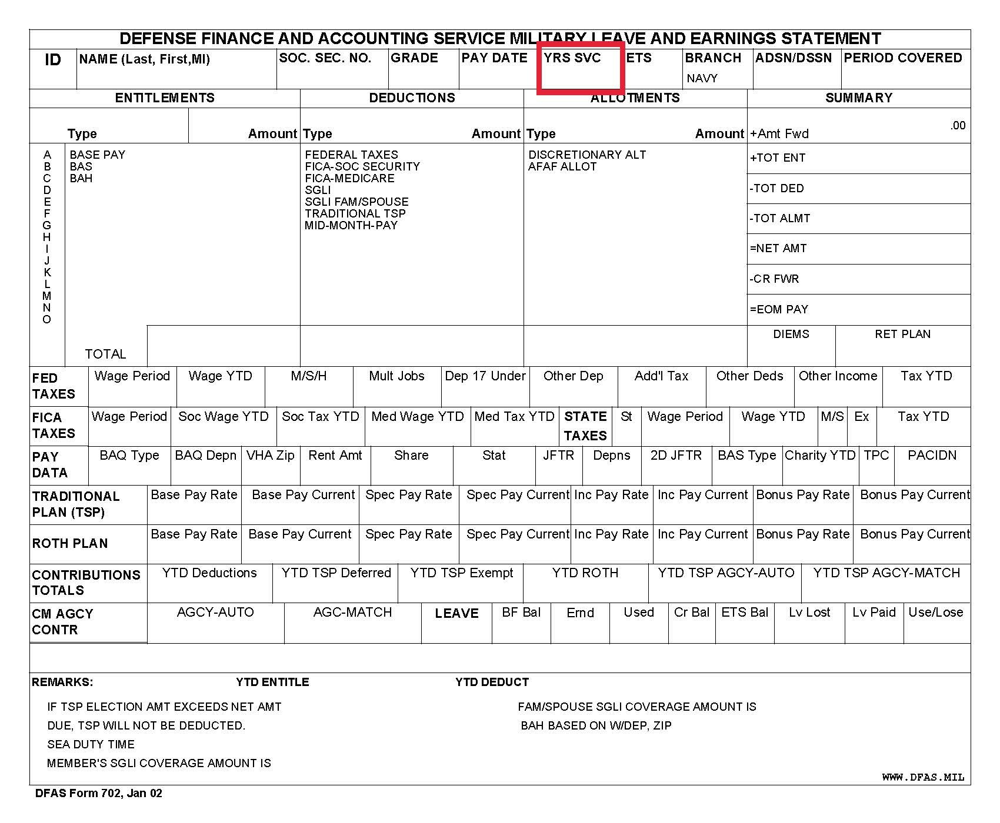 DEFENSE FINANCE AND ACCOUNTING SERVICE MILITARY LEAVE AND EARNINGS STATEMENT
ID NAME (Last, First,MI) SOC. SEC. NO. GRADE PAY DATE YRS SVC ETS BRANCH ADSN/DSSN PERIOD COVERED
NAVY
ENTITLEMENTS DEDUCTIONS ALLOTMENTS SUMMARY
.00
Type Amount Type Amount Type Amount +Amt Fwd
A BASE PAY FEDERAL TAXES DISCRETIONARY ALT +TOT ENT
B BAS FICA-SOC SECURITY AFAF ALLOT
C BAH FICA-MEDICARE
D SGLI -TOT DED
E SGLI FAM/SPOUSE
F TRADITIONAL TSP -TOT ALMT
G MID-MONTH-PAY
H
I =NET AMT
J
K
L -CR FWR
M
N =EOM PAY
O
DIEMS RET PLAN
TOTAL
FED TAXES Wage Period Wage YTD M/S/H Mult Jobs Dep 17 Under Other Dep Add'l Tax Other Deds Other Income Tax YTD
FICA TAXES Wage Period Soc Wage YTD Soc Tax YTD Med Wage YTD Med Tax YTD STATE TAXES St Wage Period Wage YTD M/S Ex Tax YTD
PAY DATA BAQ Type BAQ Depn VHA Zip Rent Amt Share Stat JFTR Depns 2D JFTR BAS Type Charity YTD TPC PACIDN
TRADITIONAL PLAN (TSP) Base Pay Rate Base Pay Current Spec Pay Rate Spec Pay Current Inc Pay Rate Inc Pay Current Bonus Pay Rate Bonus Pay Current
ROTH PLAN Base Pay Rate Base Pay Current Spec Pay Rate Spec Pay Current Inc Pay Rate Inc Pay Current Bonus Pay Rate Bonus Pay Current
CONTRIBUTIONS TOTALS YTD Deductions YTD TSP Deferred YTD TSP Exempt YTD ROTH YTD TSP AGCY-AUTO YTD TSP AGCY-MATCH
CM AGCY CONTR AGCY-AUTO AGC-MATCH LEAVE BF Bal Ernd Used Cr Bal ETS Bal Lv Lost Lv Paid Use/Lose
REMARKS: YTD ENTITLE YTD DEDUCT
IF TSP ELECTION AMT EXCEEDS NET AMT FAM/SPOUSE SGLI COVERAGE AMOUNT IS
DUE, TSP WILL NOT BE DEDUCTED. BAH BASED ON W/DEP, ZIP
SEA DUTY TIME
MEMBER'S SGLI COVERAGE AMOUNT IS
WWW.DFAS.MIL
DFAS Form 702, Jan 02